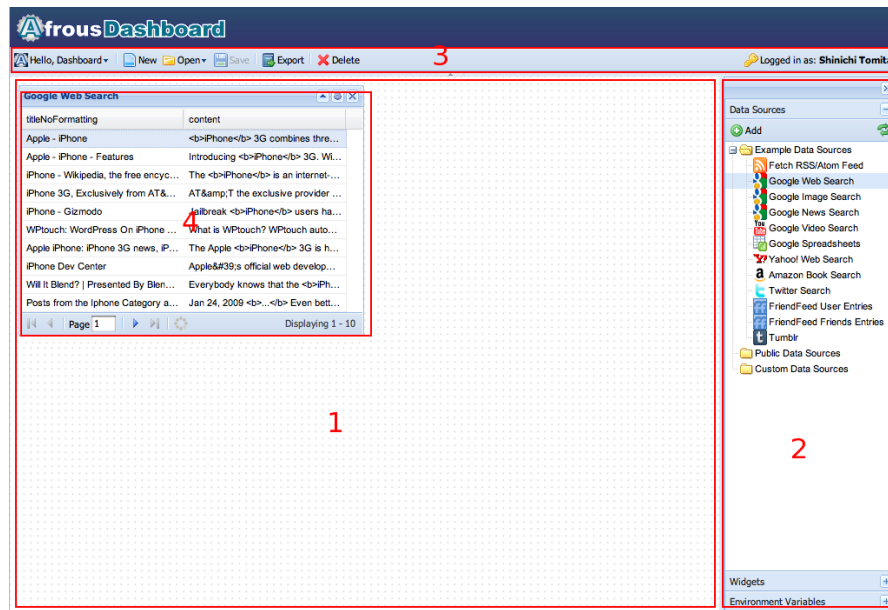 Afrous Dashboard
Hello, Dashboard New Open Save Export Delete
3
Logged in as: Shinichi Tomita
Google Web Search
titleNoFormatting content
Apple - iPhone <b>iPhone</b> 3G combines thre...
Apple - iPhone - Features Introducing <b>iPhone</b> 3G. Wi...
iPhone - Wikipedia, the free encyc... The <b>iPhone</b> is an internet-...
iPhone 3G, Exclusively from AT&... AT&amp;T the exclusive provider ...
iPhone - Gizmodo Jailbreak <b>iPhone</b> users ha...
WPtouch: WordPress On iPhone ... What is WPtouch? WPtouch auto...
Apple iPhone: iPhone 3G news, iP... The Apple <b>iPhone</b> 3G is h...
iPhone Dev Center Apple&#39;s official web develop...
Will It Blend? | Presented By Blen... Everybody knows that the <b>iPh...
Posts from the Iphone Category a... Jan 24, 2009 <b>...</b> Even bett...
Page 1 Displaying 1 - 10
4
1
Data Sources
Add
Example Data Sources
Fetch RSS/Atom Feed
Google Web Search
Google Image Search
Google News Search
You Tube Google Video Search
Google Spreadsheets
Y? Yahoo! Web Search
a Amazon Book Search
t Twitter Search
ff FriendFeed User Entries
ff FriendFeed Friends Entries
t Tumblr
Public Data Sources
Custom Data Sources
2
Widgets
Environment Variables